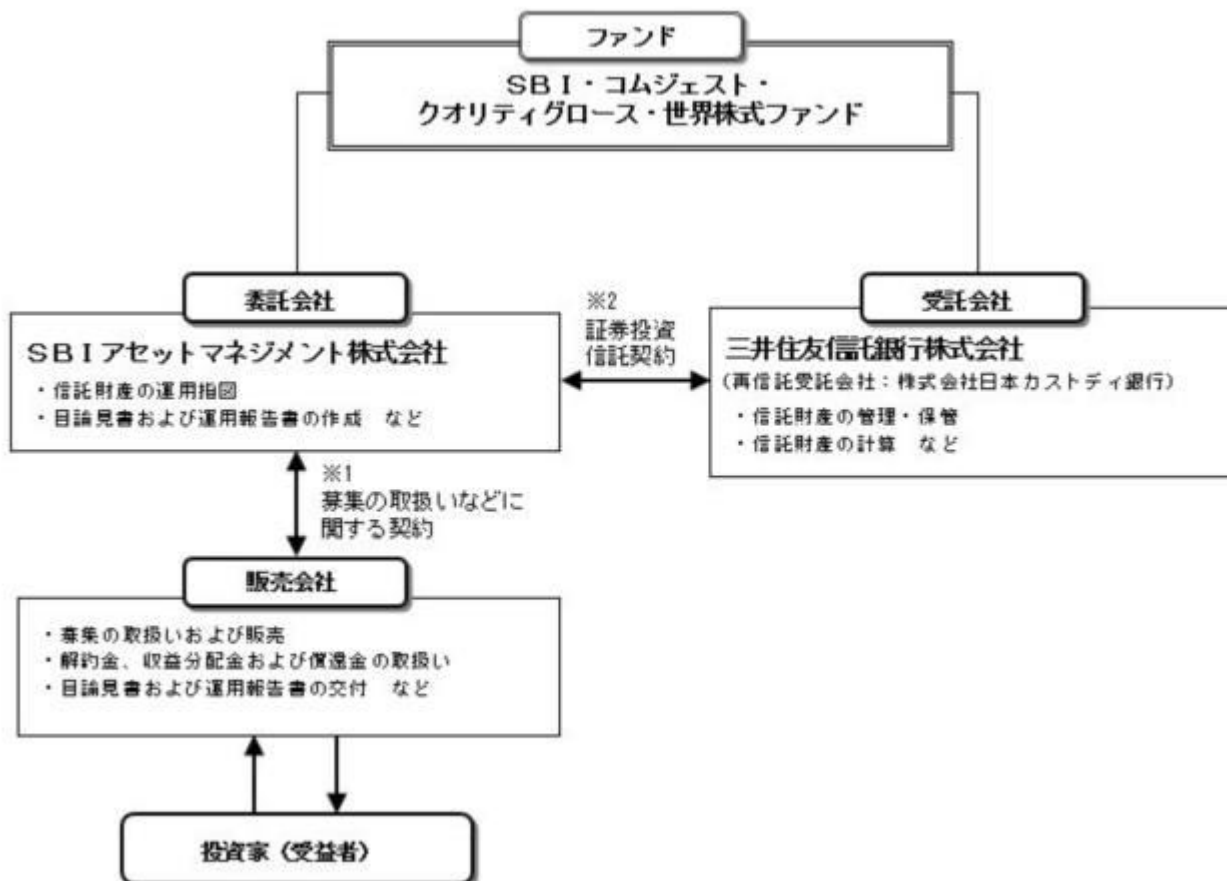 ファンド
ＳＢＩ・コムジェスト・
クオリティグロース・世界株式ファンド
委託会社
ＳＢＩアセットマネジメント株式会社
・信託財産の運用指図
・目論見書および運用報告書の作成　など
※2
証券投資
信託契約
受託会社
三井住友信託銀行株式会社
(再信託受託会社：株式会社日本カストディ銀行)
・信託財産の管理・保管
・信託財産の計算　など
※1
募集の取扱いなどに
関する契約
販売会社
・募集の取扱いおよび販売
・解約金、収益分配金および償還金の取扱い
・目論見書および運用報告書の交付　など
投資家（受益者）